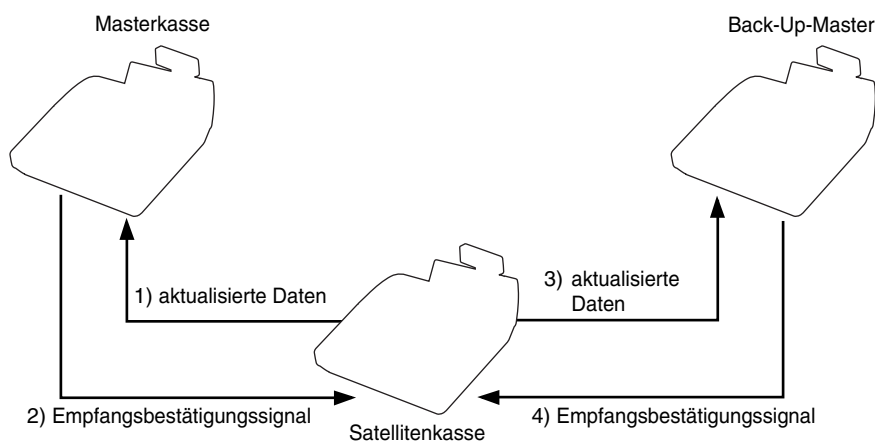 Masterkasse
Back-Up-Master
1) aktualisierte Daten
3) aktualisierte
Daten
2) Empfangsbestätigungssignal
4) Empfangsbestätigungssignal
Satellitenkasse